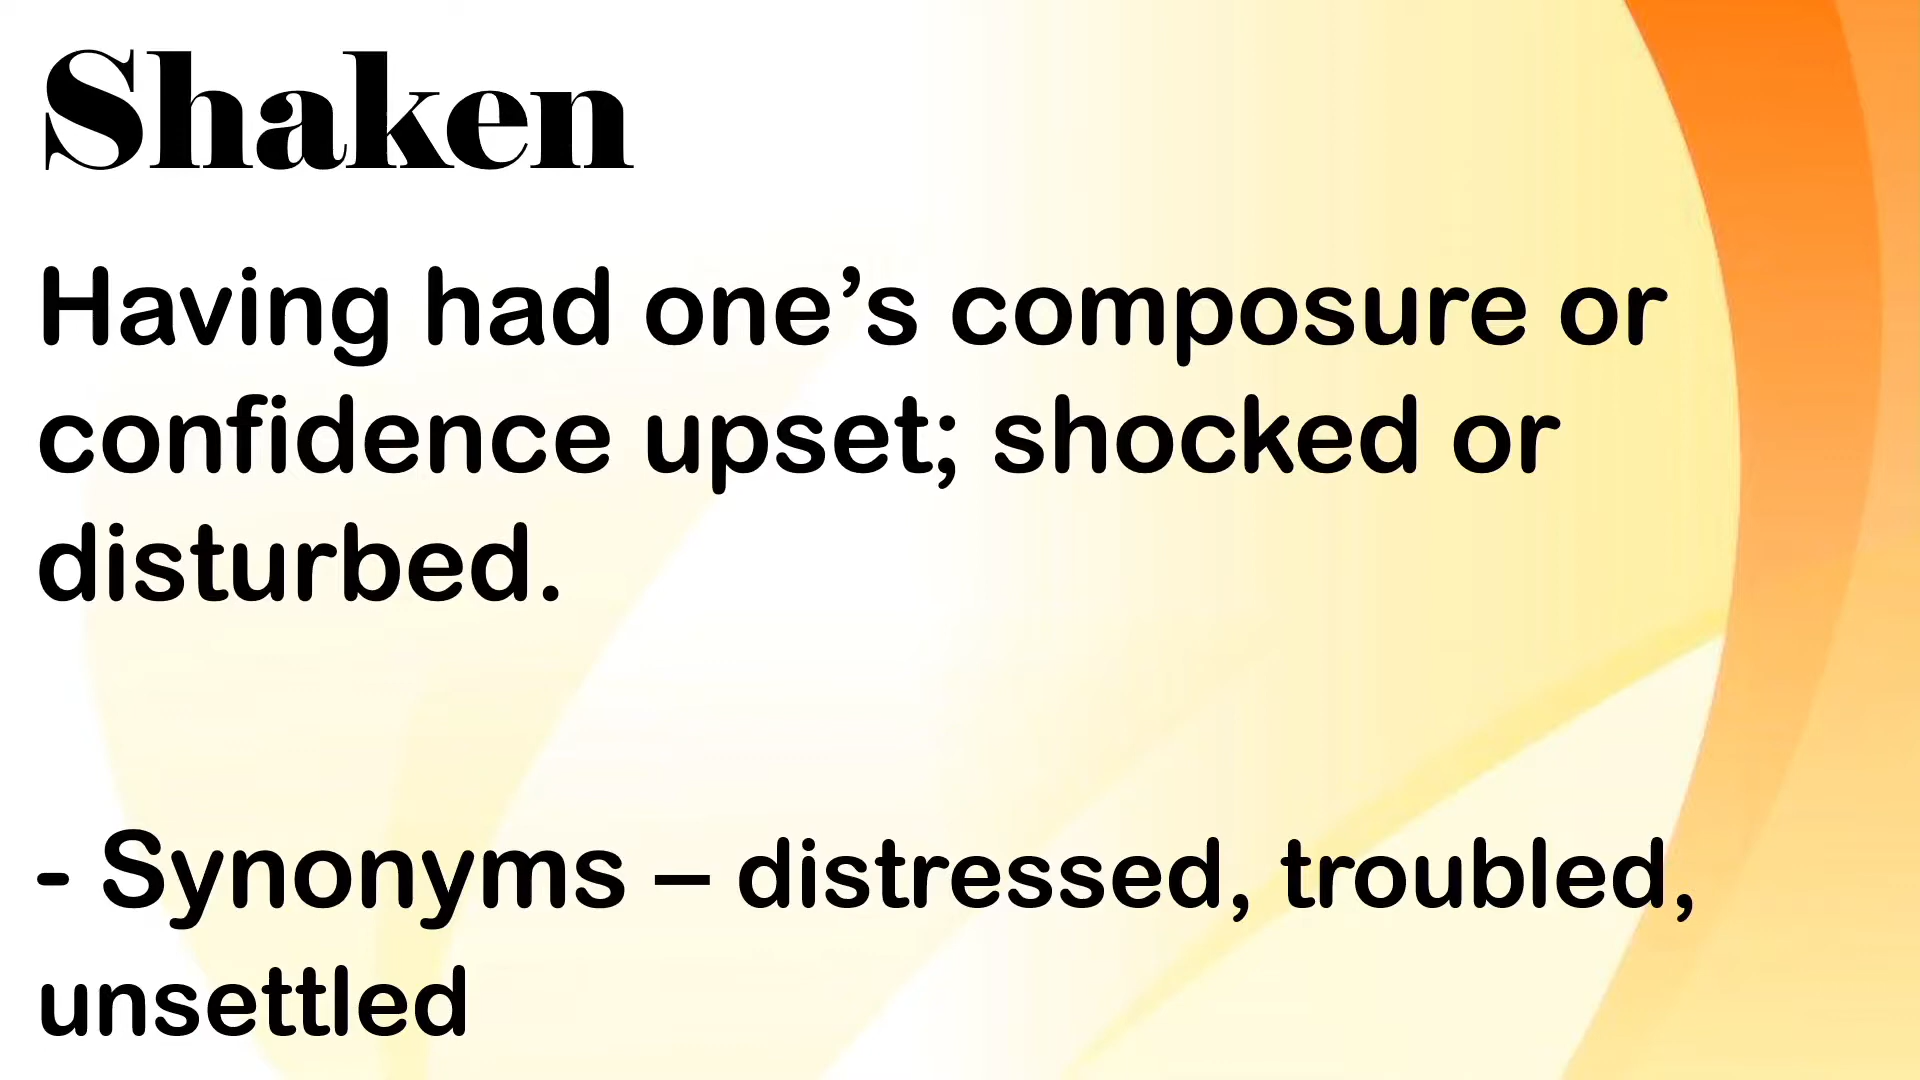 Shaken
Having had one’s composure or
confidence upset; shocked or
disturbed.
- Synonyms – distressed, troubled,
unsettled